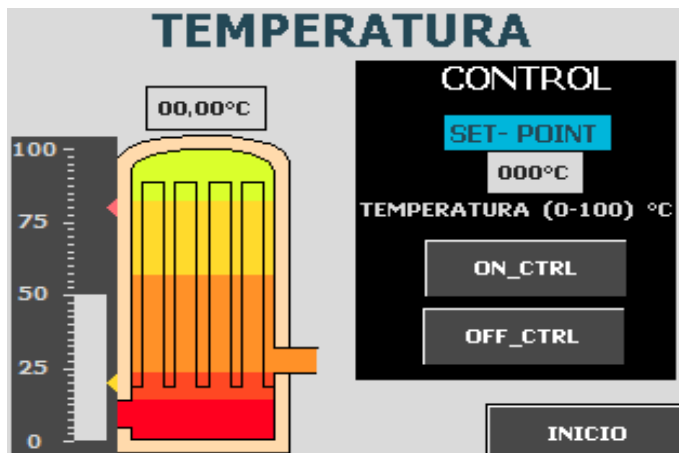 TEMPERATURA
00,00°C
100
75
50
25
0
CONTROL
SET- POINT
000°C
TEMPERATURA (0-100) °C
ON_CTRL
OFF_CTRL
INICIO